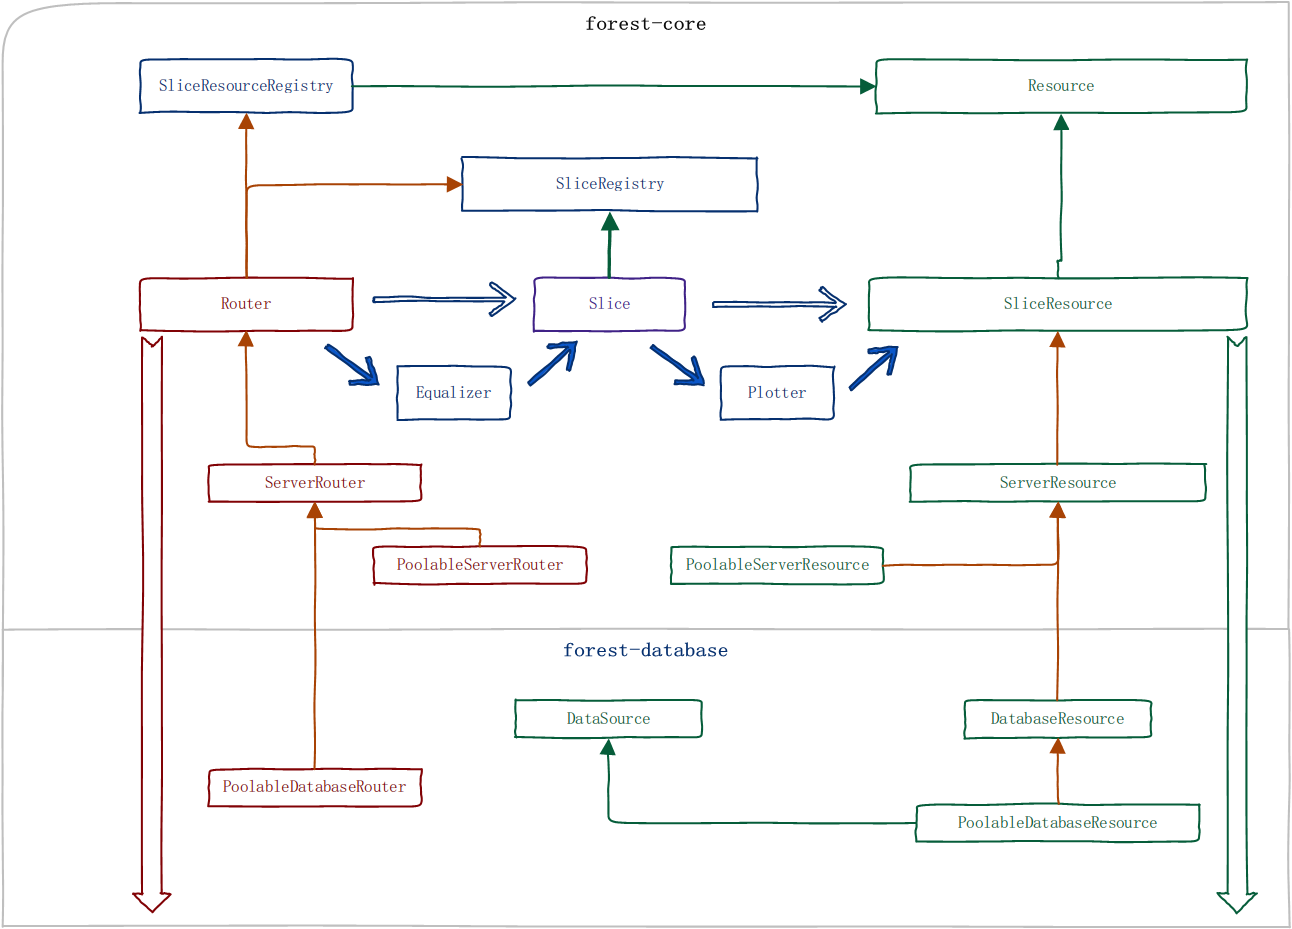 forest-core
SliceResourceRegistry
Resource
SliceRegistry
Router
Slice
SliceResource
Equalizer
Plotter
ServerRouter
ServerResource
PoolableServerRouter
PoolableServerResource
forest-database
DataSource
DatabaseResource
PoolableDatabaseRouter
PoolableDatabaseResource